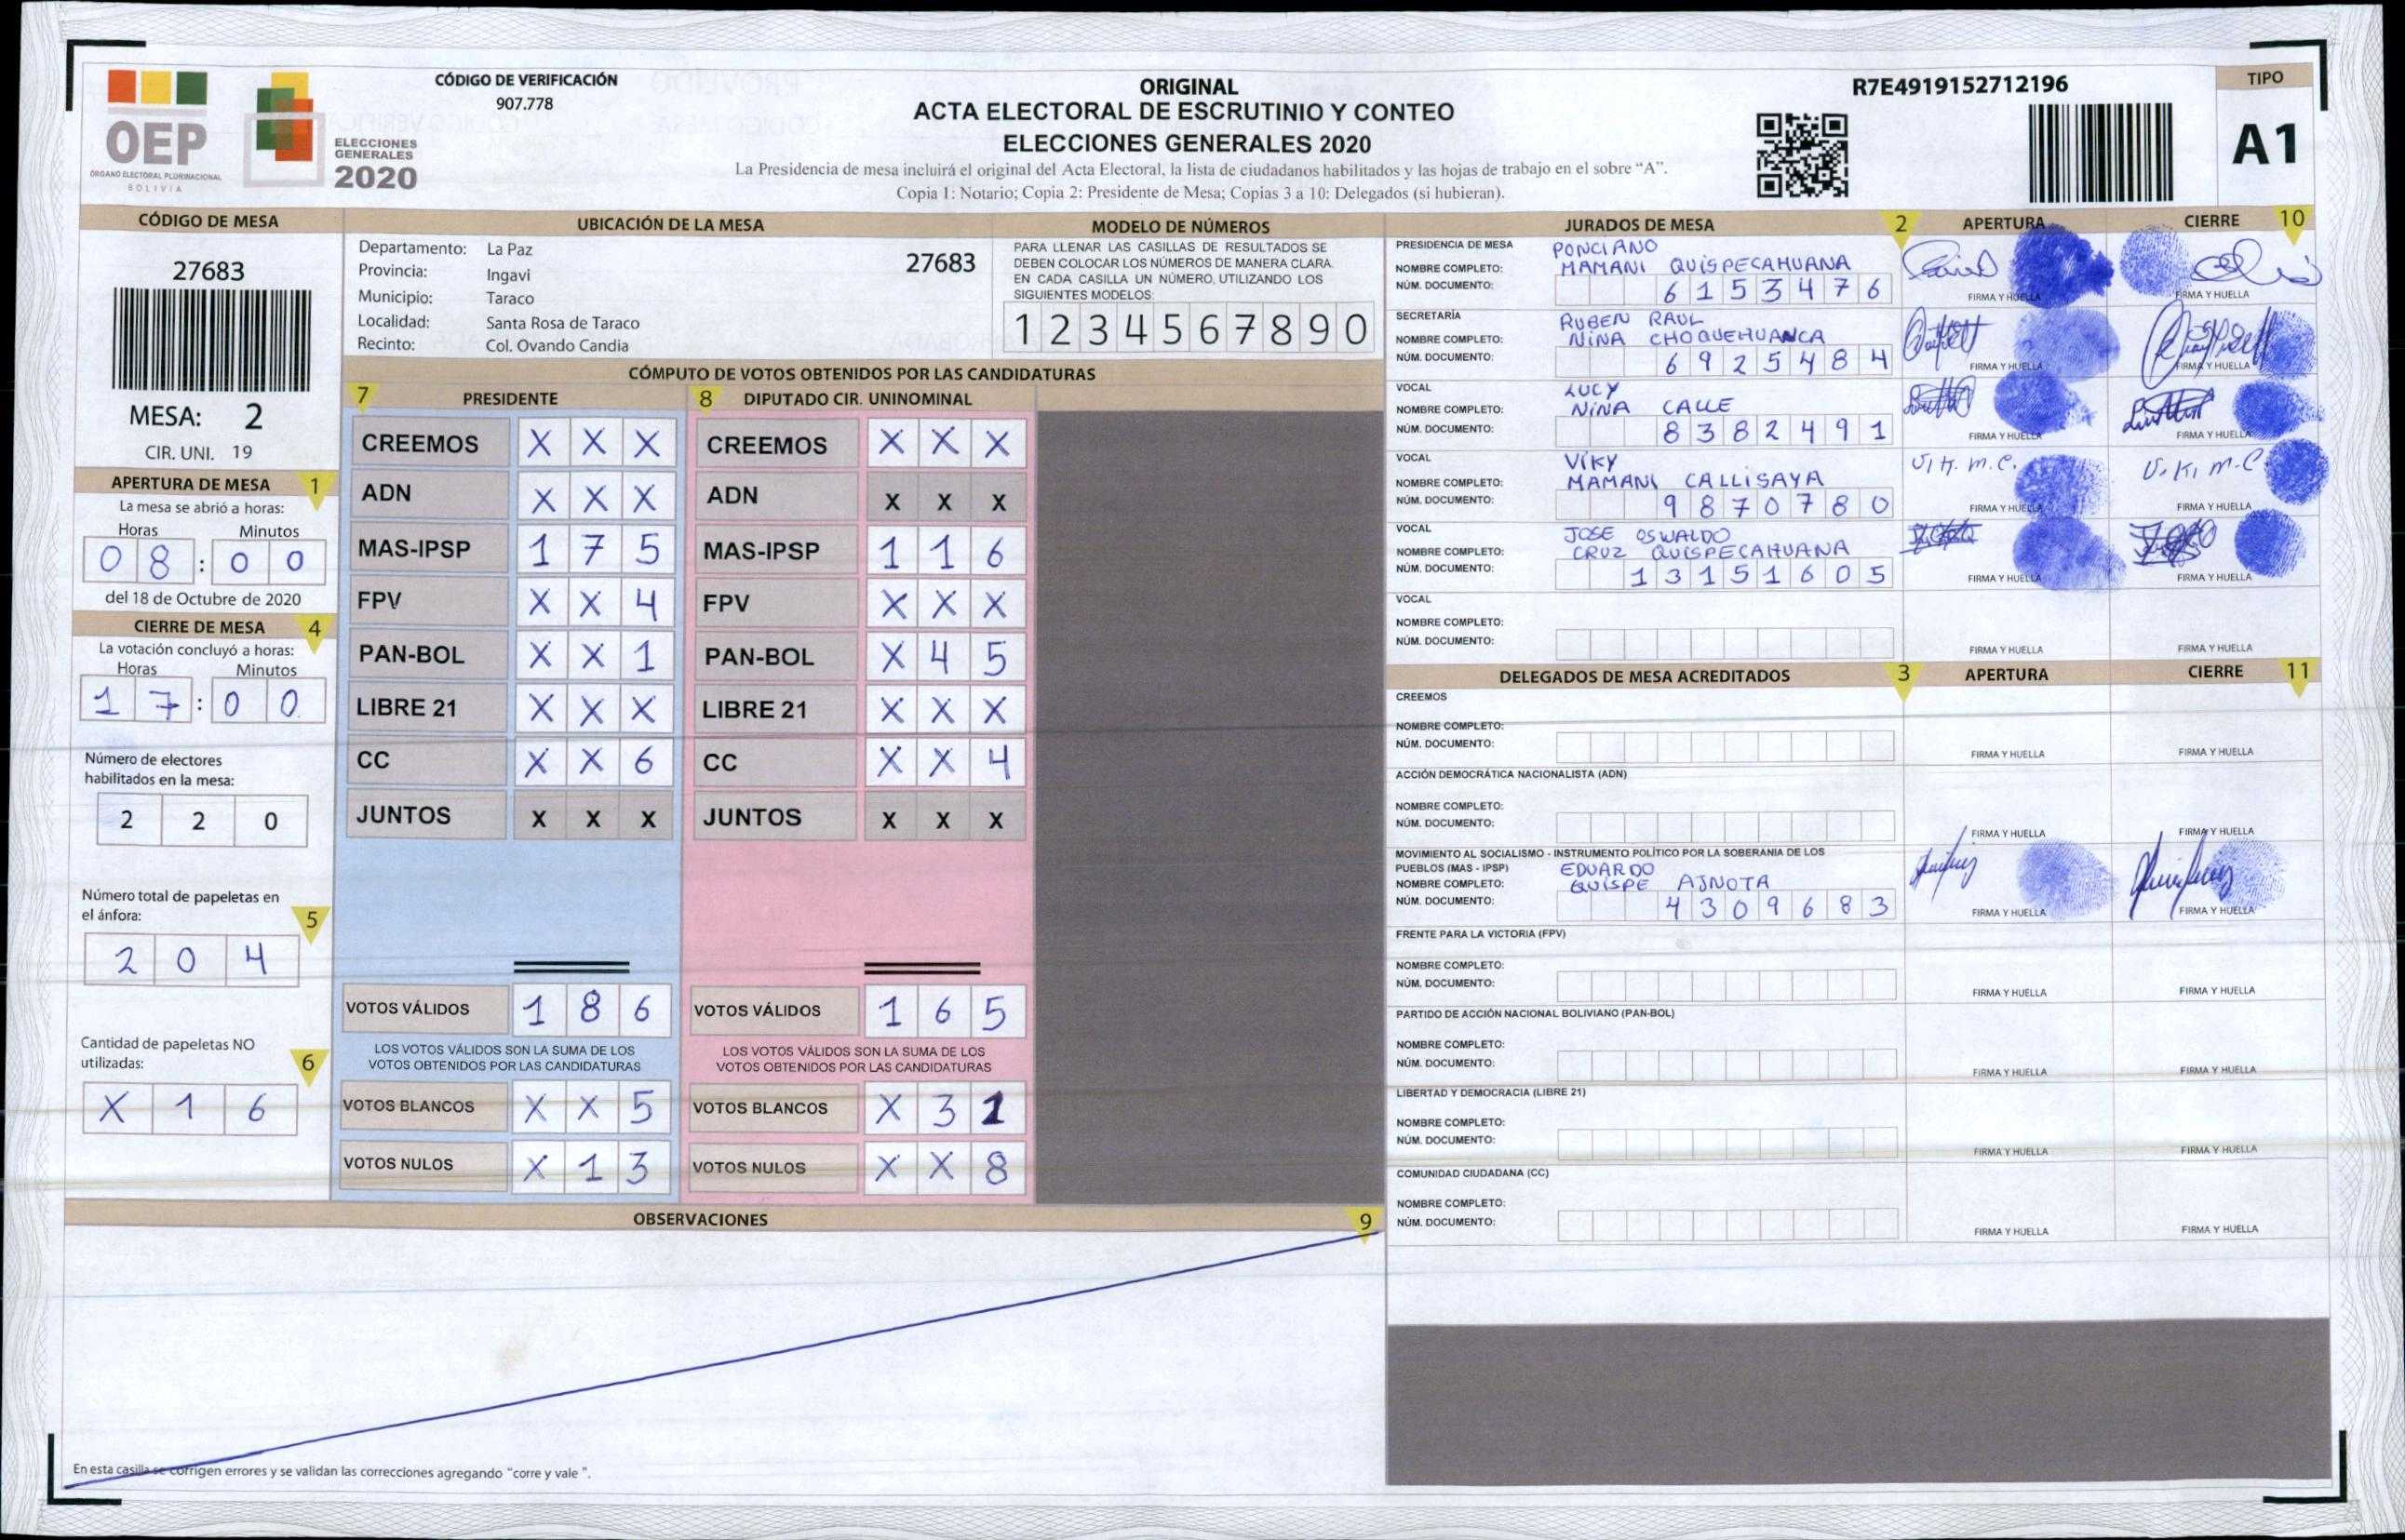 OEP
ÓRGANO ELECTORAL PLURINACIONAL
BOLIVIA
ELECCIONES
GENERALES
2020
CÓDIGO DE VERIFICACIÓN
907.778
ORIGINAL
ACTA ELECTORAL DE ESCRUTINIO Y CONTEO
ELECCIONES GENERALES 2020
La Presidencia de mesa incluirá el original del Acta Electoral, la lista de ciudadanos habilitados y las hojas de trabajo en el sobre “A”.
Copia 1: Notario; Copia 2: Presidente de Mesa; Copias 3 a 10: Delegados (si hubieran).
R7E4919152712196
TIPO
A1
CÓDIGO DE MESA
27683
MESA: 2
CIR. UNI. 19
APERTURA DE MESA 1
La mesa se abrió a horas:
Horas Minutos
0 8 : 0 0
del 18 de Octubre de 2020
CIERRE DE MESA 4
La votación concluyó a horas:
Horas Minutos
1 7 : 0 0
Número de electores
habilitados en la mesa:
2 2 0
Número total de papeletas en
el ánfora: 5
2 0 4
Cantidad de papeletas NO
utilizadas: 6
X 1 6
UBICACIÓN DE LA MESA
Departamento: La Paz
27683
Provincia: Ingavi
Municipio: Taraco
Localidad: Santa Rosa de Taraco
Recinto: Col. Ovando Candia
MODELO DE NÚMEROS
PARA LLENAR LAS CASILLAS DE RESULTADOS SE
DEBEN COLOCAR LOS NÚMEROS DE MANERA CLARA.
EN CADA CASILLA UN NÚMERO, UTILIZANDO LOS
SIGUIENTES MODELOS:
1 2 3 4 5 6 7 8 9 0
CÓMPUTO DE VOTOS OBTENIDOS POR LAS CANDIDATURAS
7 PRESIDENTE
CREEMOS X X X
ADN X X X
MAS-IPSP 1 7 5
FPV X X 4
PAN-BOL X X 1
LIBRE 21 X X X
CC X X 6
JUNTOS X X X
VOTOS VÁLIDOS 1 8 6
LOS VOTOS VÁLIDOS SON LA SUMA DE LOS
VOTOS OBTENIDOS POR LAS CANDIDATURAS
VOTOS BLANCOS X X 5
VOTOS NULOS X 1 3
8 DIPUTADO CIR. UNINOMINAL
CREEMOS X X X
ADN X X X
MAS-IPSP 1 1 6
FPV X X X
PAN-BOL X 4 5
LIBRE 21 X X X
CC X X 4
JUNTOS X X X
VOTOS VÁLIDOS 1 6 5
LOS VOTOS VÁLIDOS SON LA SUMA DE LOS
VOTOS OBTENIDOS POR LAS CANDIDATURAS
VOTOS BLANCOS X 3 1
VOTOS NULOS X X 8
OBSERVACIONES 9
En esta casilla se corrigen errores y se validan las correcciones agregando “corre y vale ”.
JURADOS DE MESA 2 APERTURA CIERRE 10
PRESIDENCIA DE MESA PONCIANO
NOMBRE COMPLETO: MAMANI QUISPECAHUANA
NÚM. DOCUMENTO: 6 1 5 3 4 7 6
FIRMA Y HUELLA FIRMA Y HUELLA
SECRETARÍA RUBEN RAUL
NOMBRE COMPLETO: NINA CHOQUEHUANCA
NÚM. DOCUMENTO: 6 9 2 5 4 8 4
FIRMA Y HUELLA FIRMA Y HUELLA
VOCAL LUCY
NOMBRE COMPLETO: NINA CALLE
NÚM. DOCUMENTO: 8 3 8 2 4 9 1
FIRMA Y HUELLA FIRMA Y HUELLA
VOCAL VIKY
NOMBRE COMPLETO: MAMANI CALLISAYA
NÚM. DOCUMENTO: 9 8 7 0 7 8 0
FIRMA Y HUELLA FIRMA Y HUELLA
VOCAL JOSE OSWALDO
NOMBRE COMPLETO: CRUZ QUISPECAHUANA
NÚM. DOCUMENTO: 1 3 1 5 1 6 0 5
FIRMA Y HUELLA FIRMA Y HUELLA
VOCAL
NOMBRE COMPLETO:
NÚM. DOCUMENTO:
FIRMA Y HUELLA FIRMA Y HUELLA
DELEGADOS DE MESA ACREDITADOS 3 APERTURA CIERRE 11
CREEMOS
NOMBRE COMPLETO:
NÚM. DOCUMENTO:
FIRMA Y HUELLA FIRMA Y HUELLA
ACCIÓN DEMOCRÁTICA NACIONALISTA (ADN)
NOMBRE COMPLETO:
NÚM. DOCUMENTO:
FIRMA Y HUELLA FIRMA Y HUELLA
MOVIMIENTO AL SOCIALISMO - INSTRUMENTO POLÍTICO POR LA SOBERANIA DE LOS
PUEBLOS (MAS - IPSP) EDUARDO
NOMBRE COMPLETO: QUISPE AJNOTA
NÚM. DOCUMENTO: 4 3 0 9 6 8 3
FIRMA Y HUELLA FIRMA Y HUELLA
FRENTE PARA LA VICTORIA (FPV)
NOMBRE COMPLETO:
NÚM. DOCUMENTO:
FIRMA Y HUELLA FIRMA Y HUELLA
PARTIDO DE ACCIÓN NACIONAL BOLIVIANO (PAN-BOL)
NOMBRE COMPLETO:
NÚM. DOCUMENTO:
FIRMA Y HUELLA FIRMA Y HUELLA
LIBERTAD Y DEMOCRACIA (LIBRE 21)
NOMBRE COMPLETO:
NÚM. DOCUMENTO:
FIRMA Y HUELLA FIRMA Y HUELLA
COMUNIDAD CIUDADANA (CC)
NOMBRE COMPLETO:
NÚM. DOCUMENTO:
FIRMA Y HUELLA FIRMA Y HUELLA